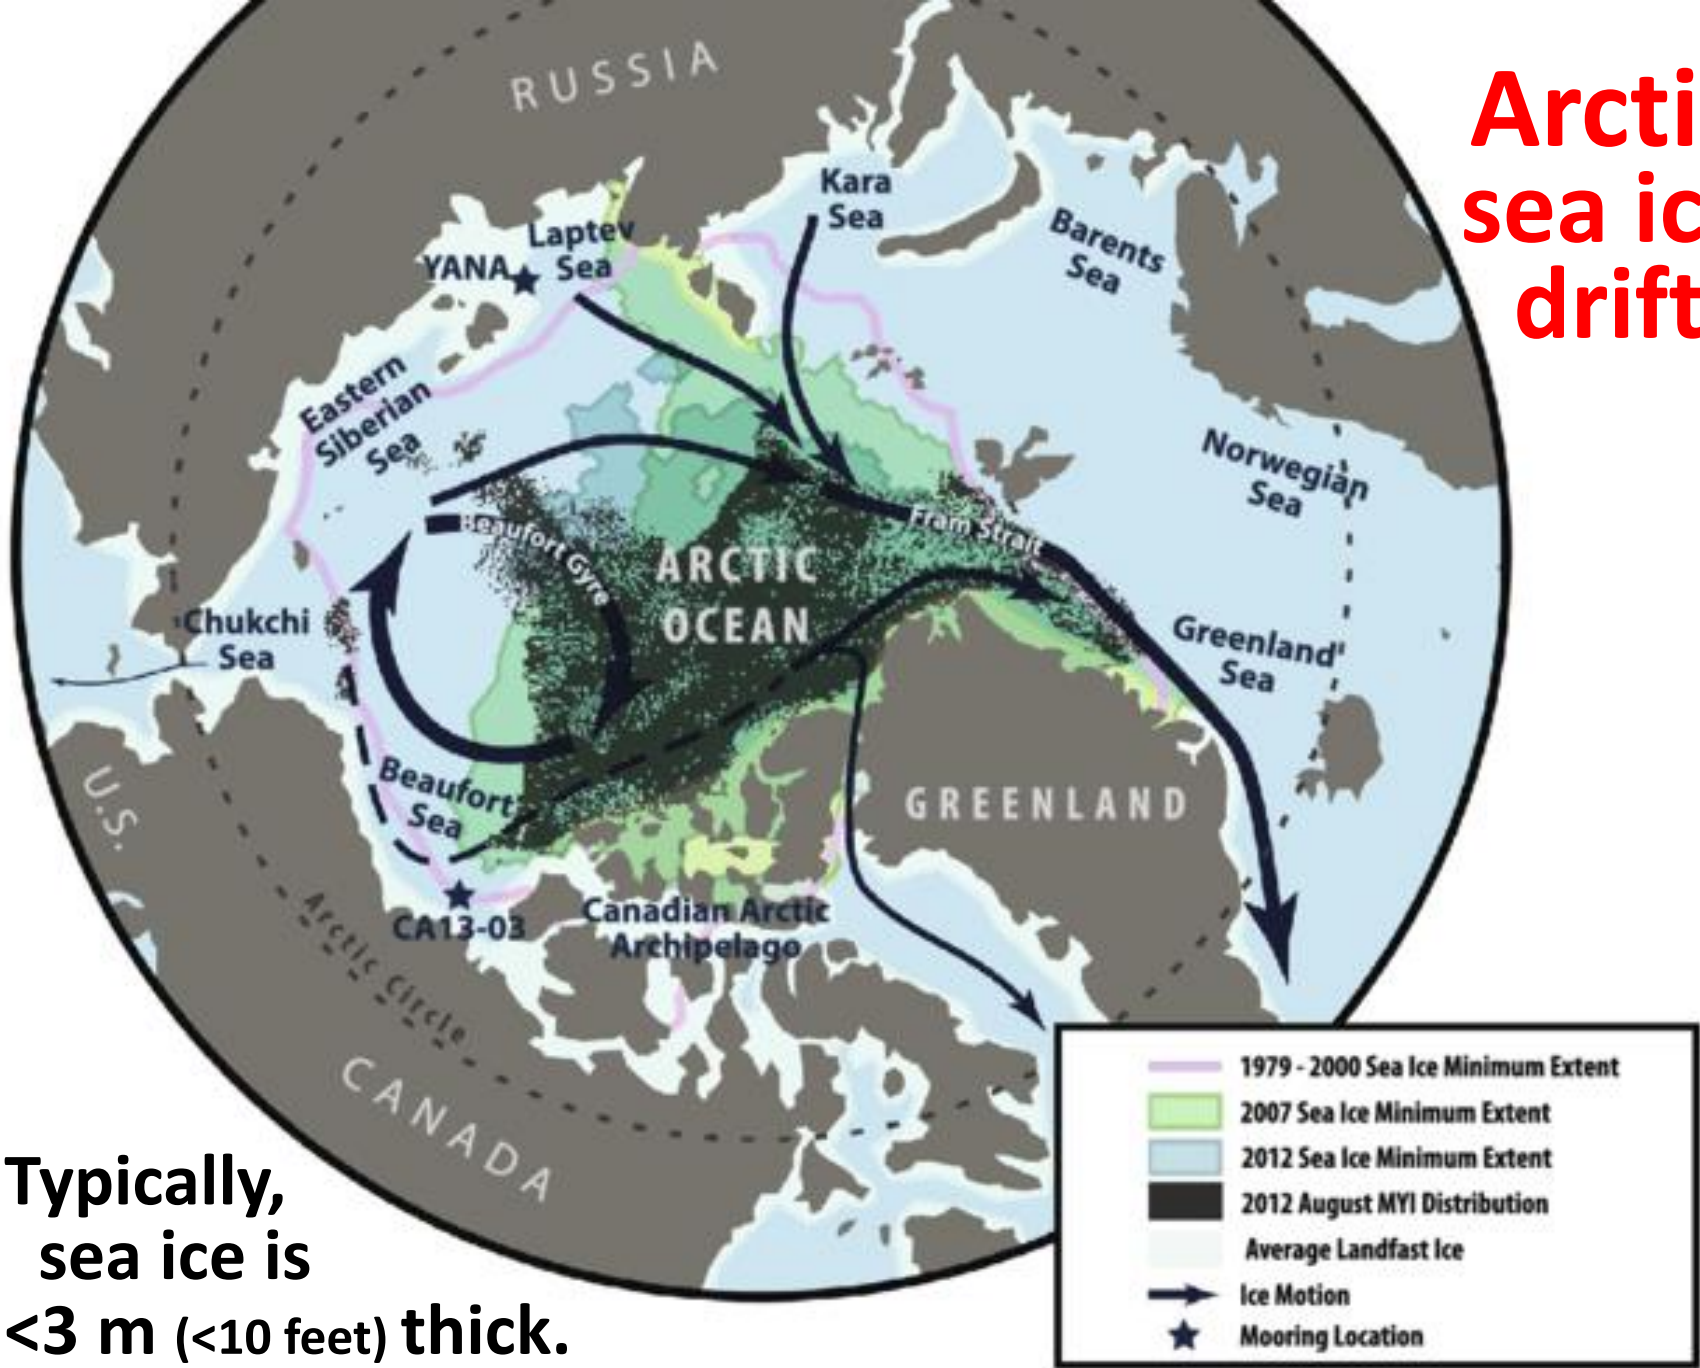 Arcti
sea ic
drift
RUSSIA
Kara
Sea
Barents
Sea
Laptev
Sea
YANA
Eastern
Siberian
Sea
Norwegian
Sea
Beaufort Gyre
Fram Strait
ARCTIC
OCEAN
Chukchi
Sea
Greenland
Sea
U.S.
Beaufort
Sea
GREENLAND
CA13-03
Canadian Arctic
Archipelago
Arctic Circle
CANADA
1979 - 2000 Sea Ice Minimum Extent
2007 Sea Ice Minimum Extent
2012 Sea Ice Minimum Extent
2012 August MYI Distribution
Average Landfast Ice
Ice Motion
Mooring Location
Typically,
sea ice is
<3 m (<10 feet) thick.